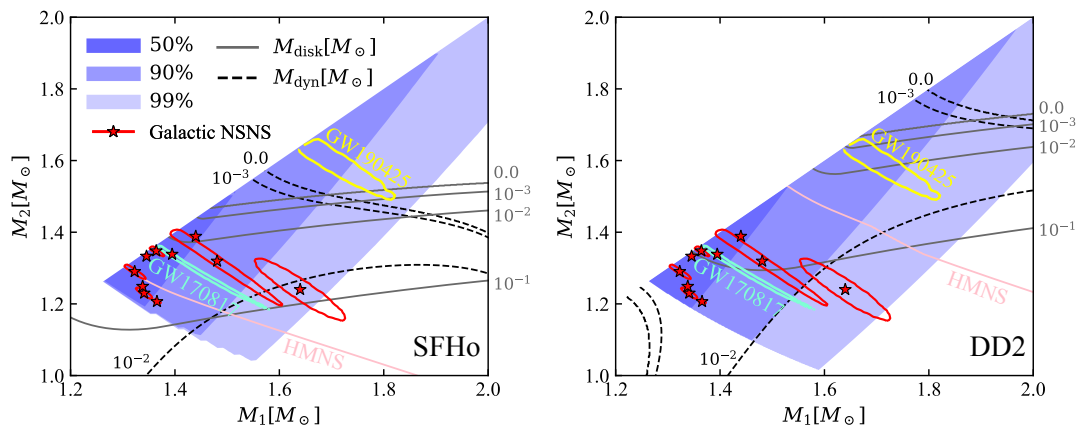 2.0
1.8
1.6
1.4
1.2
1.0
M₂[M⊙]
50%
90%
99%
Galactic NSNS
M_disk[M⊙]
M_dyn[M⊙]
GW190425
0.0
10⁻³
0.0
10⁻³
10⁻²
10⁻¹
GW170817
10⁻²
HMNS
SFHo
1.2 1.4 1.6 1.8 2.0
M₁[M⊙]
2.0
1.8
1.6
1.4
1.2
1.0
M₂[M⊙]
0.0
10⁻³
0.0
10⁻³
10⁻²
10⁻¹
GW190425
GW170817
HMNS
10⁻²
DD2
1.2 1.4 1.6 1.8 2.0
M₁[M⊙]